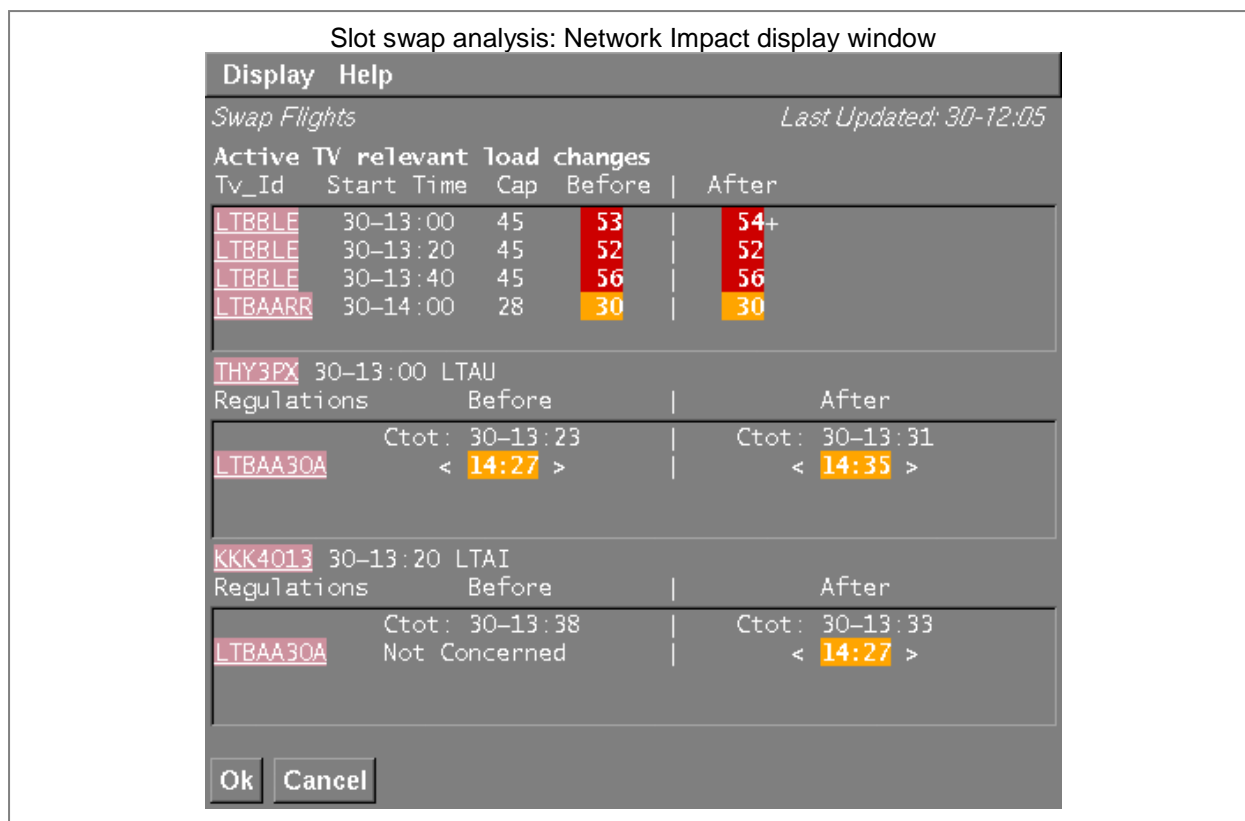 Slot swap analysis: Network Impact display window
Display Help
Swap Flights Last Updated: 30-12:05
Active TV relevant load changes
Tv_Id Start Time Cap Before | After
LTBBLE 30–13:00 45 53 | 54+
LTBBLE 30–13:20 45 52 | 52
LTBBLE 30–13:40 45 56 | 56
LTBAARR 30–14:00 28 30 | 30
THY3PX 30–13:00 LTAU
Regulations Before | After
Ctot: 30–13:23 | Ctot: 30–13:31
LTBAA30A < 14:27 > | < 14:35 >
KKK4013 30–13:20 LTAI
Regulations Before | After
Ctot: 30–13:38 | Ctot: 30–13:33
LTBAA30A Not Concerned | < 14:27 >
Ok Cancel